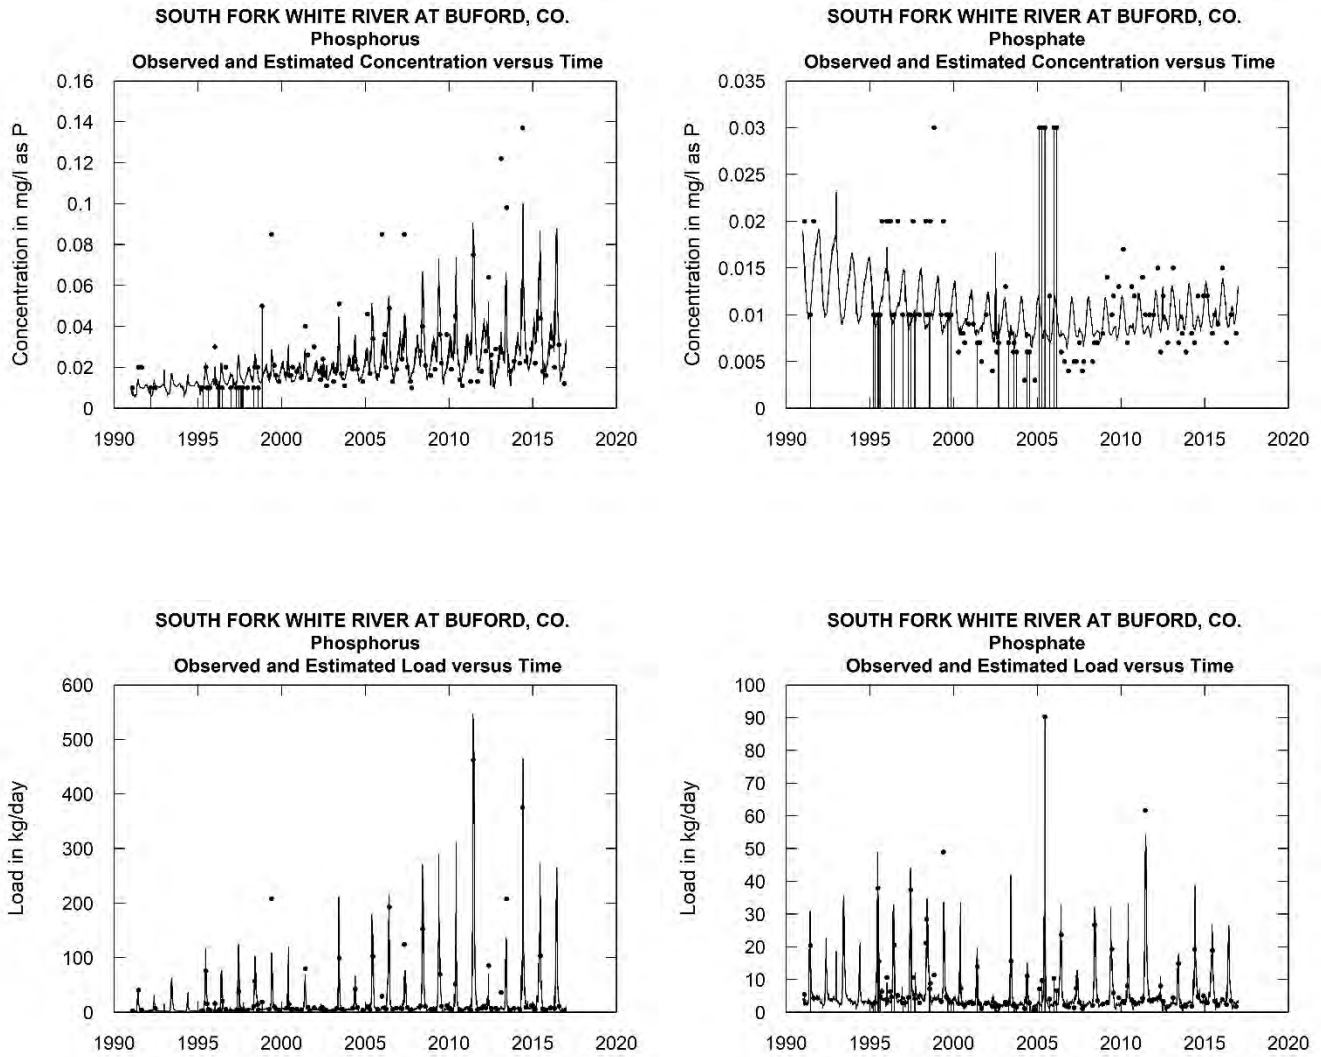 SOUTH FORK WHITE RIVER AT BUFORD, CO.
Phosphorus
Observed and Estimated Concentration versus Time
Concentration in mg/l as P
0.16
0.14
0.12
0.1
0.08
0.06
0.04
0.02
0
1990 1995 2000 2005 2010 2015 2020
SOUTH FORK WHITE RIVER AT BUFORD, CO.
Phosphate
Observed and Estimated Concentration versus Time
Concentration in mg/l as P
0.035
0.03
0.025
0.02
0.015
0.01
0.005
0
1990 1995 2000 2005 2010 2015 2020
SOUTH FORK WHITE RIVER AT BUFORD, CO.
Phosphorus
Observed and Estimated Load versus Time
Load in kg/day
600
500
400
300
200
100
0
1990 1995 2000 2005 2010 2015 2020
SOUTH FORK WHITE RIVER AT BUFORD, CO.
Phosphate
Observed and Estimated Load versus Time
Load in kg/day
100
90
80
70
60
50
40
30
20
10
0
1990 1995 2000 2005 2010 2015 2020